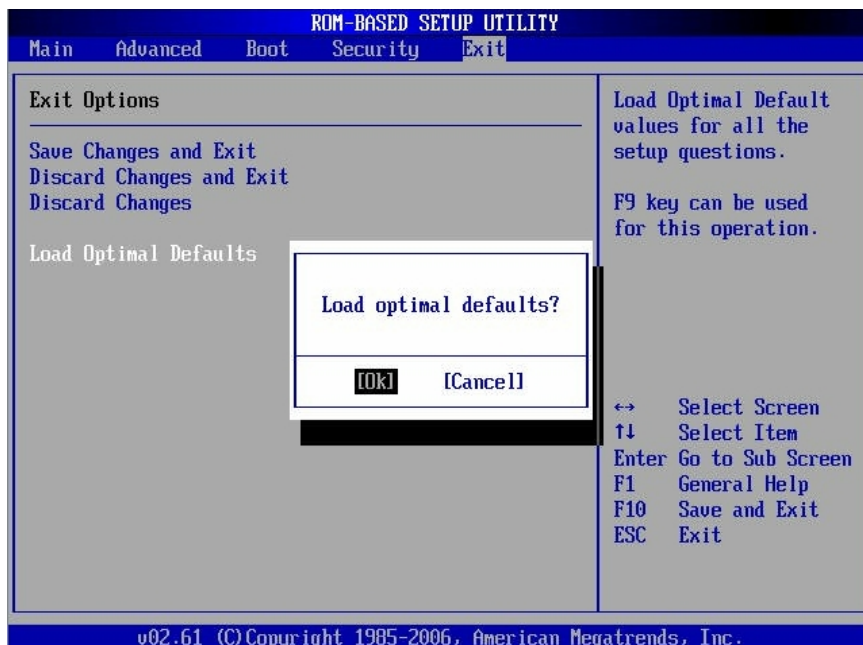 ROM-BASED SETUP UTILITY
Main Advanced Boot Security Exit
Exit Options
Save Changes and Exit
Discard Changes and Exit
Discard Changes
Load Optimal Defaults
Load optimal defaults?
[Ok] [Cancel]
Load Optimal Default
values for all the
setup questions.
F9 key can be used
for this operation.
↔ Select Screen
↑↓ Select Item
Enter Go to Sub Screen
F1 General Help
F10 Save and Exit
ESC Exit
v02.61 (C)Copyright 1985-2006, American Megatrends, Inc.